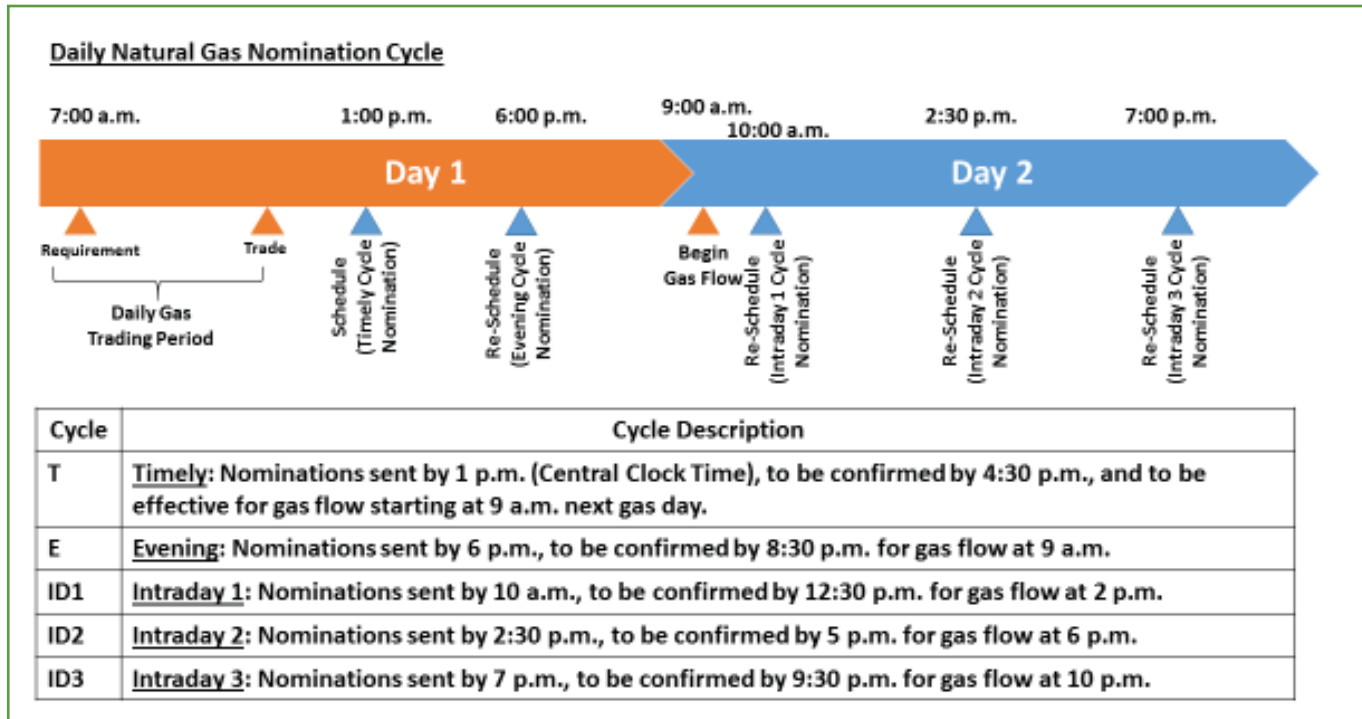 Daily Natural Gas Nomination Cycle
7:00 a.m.
1:00 p.m.
6:00 p.m.
9:00 a.m.
10:00 a.m.
2:30 p.m.
7:00 p.m.
Day 1
Day 2
Requirement
Trade
Daily Gas
Trading Period
Schedule
(Timely Cycle
Nomination)
Re-Schedule
(Evening Cycle
Nomination)
Begin
Gas Flow
Re-Schedule
(Intraday 1 Cycle
Nomination)
Re-Schedule
(Intraday 2 Cycle
Nomination)
Re-Schedule
(Intraday 3 Cycle
Nomination)
Cycle
Cycle Description
T
Timely: Nominations sent by 1 p.m. (Central Clock Time), to be confirmed by 4:30 p.m., and to be
effective for gas flow starting at 9 a.m. next gas day.
E
Evening: Nominations sent by 6 p.m., to be confirmed by 8:30 p.m. for gas flow at 9 a.m.
ID1
Intraday 1: Nominations sent by 10 a.m., to be confirmed by 12:30 p.m. for gas flow at 2 p.m.
ID2
Intraday 2: Nominations sent by 2:30 p.m., to be confirmed by 5 p.m. for gas flow at 6 p.m.
ID3
Intraday 3: Nominations sent by 7 p.m., to be confirmed by 9:30 p.m. for gas flow at 10 p.m.